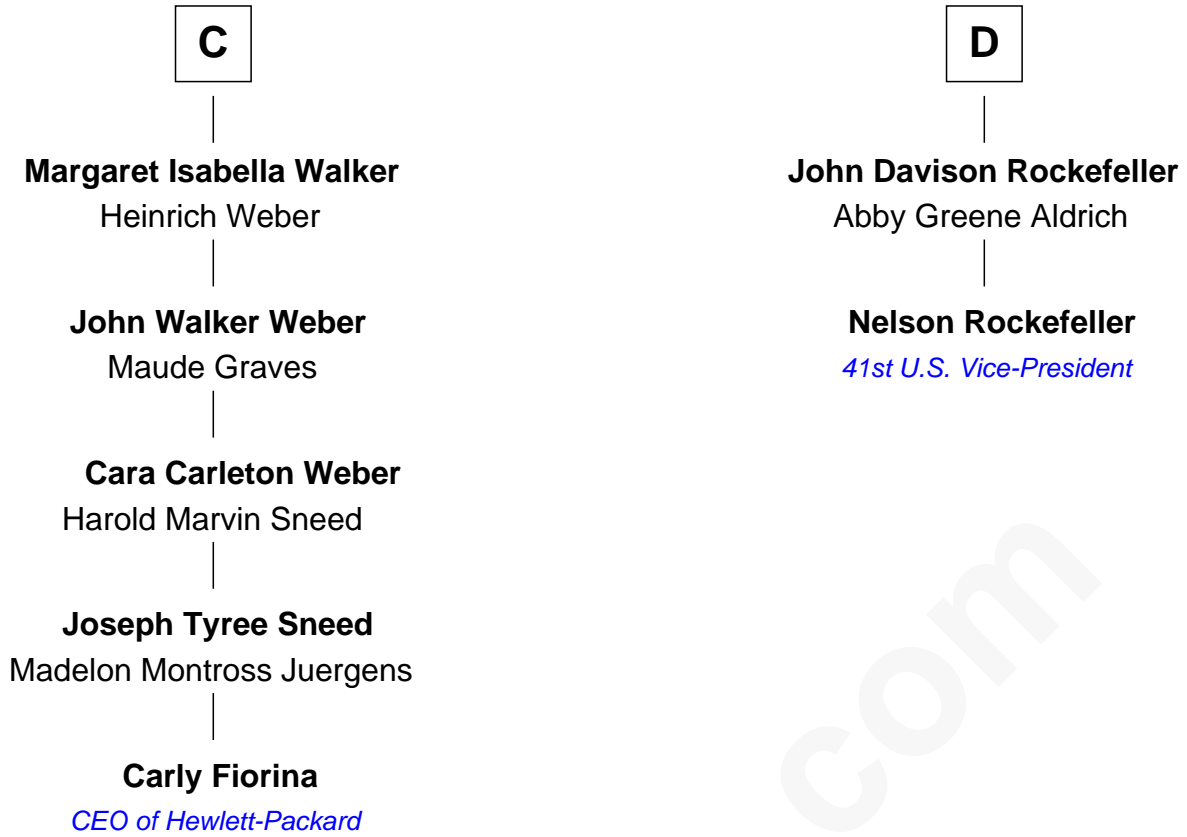 C
Margaret Isabella Walker
Heinrich Weber
John Walker Weber
Maude Graves
Cara Carleton Weber
Harold Marvin Sneed
Joseph Tyree Sneed
Madelon Montross Juergens
Carly Fiorina
CEO of Hewlett-Packard
D
John Davison Rockefeller
Abby Greene Aldrich
Nelson Rockefeller
41st U.S. Vice-President
com